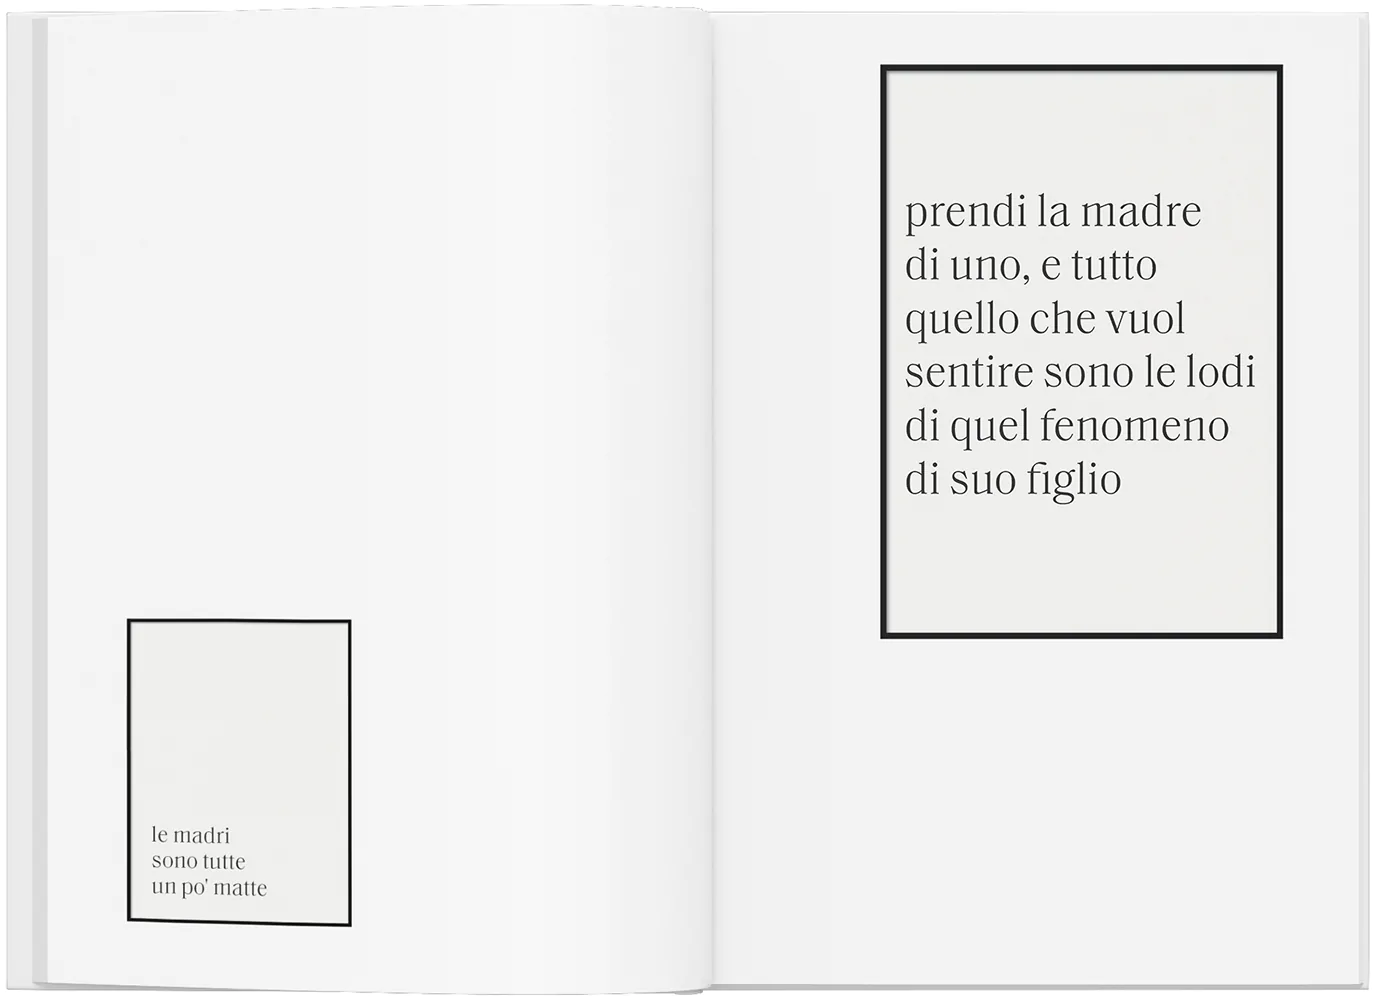 le madri
sono tutte
un po' matte
prendi la madre
di uno, e tutto
quello che vuol
sentire sono le lodi
di quel fenomeno
di suo figlio